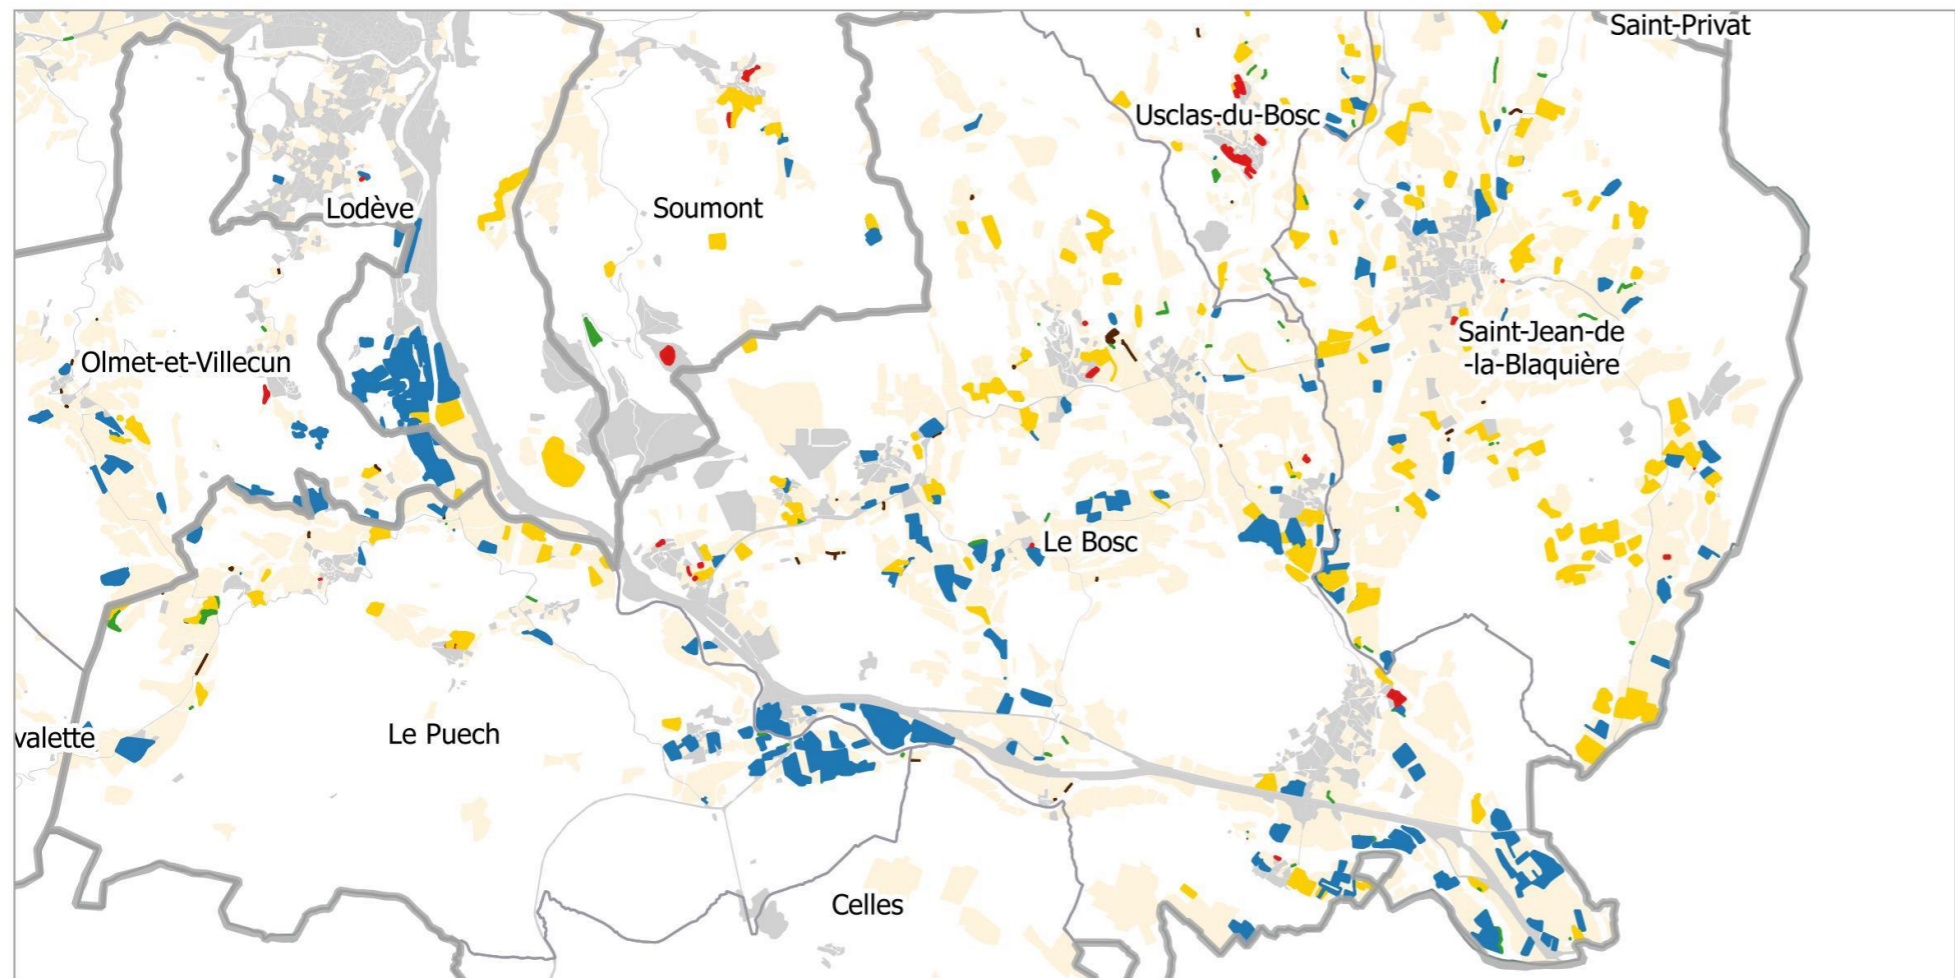 Saint-Privat
Usclas-du-Bosc
Lodève
Soumont
Olmet-et-Villecun
Saint-Jean-de
-la-Blaquière
Le Bosc
Le Puech
valette
Celles